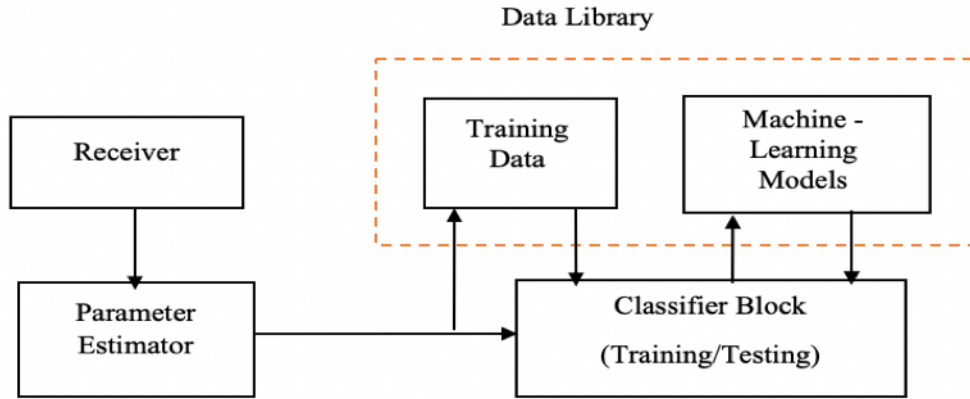 Data Library
Receiver
Training
Data
Machine -
Learning
Models
Parameter
Estimator
Classifier Block
(Training/Testing)